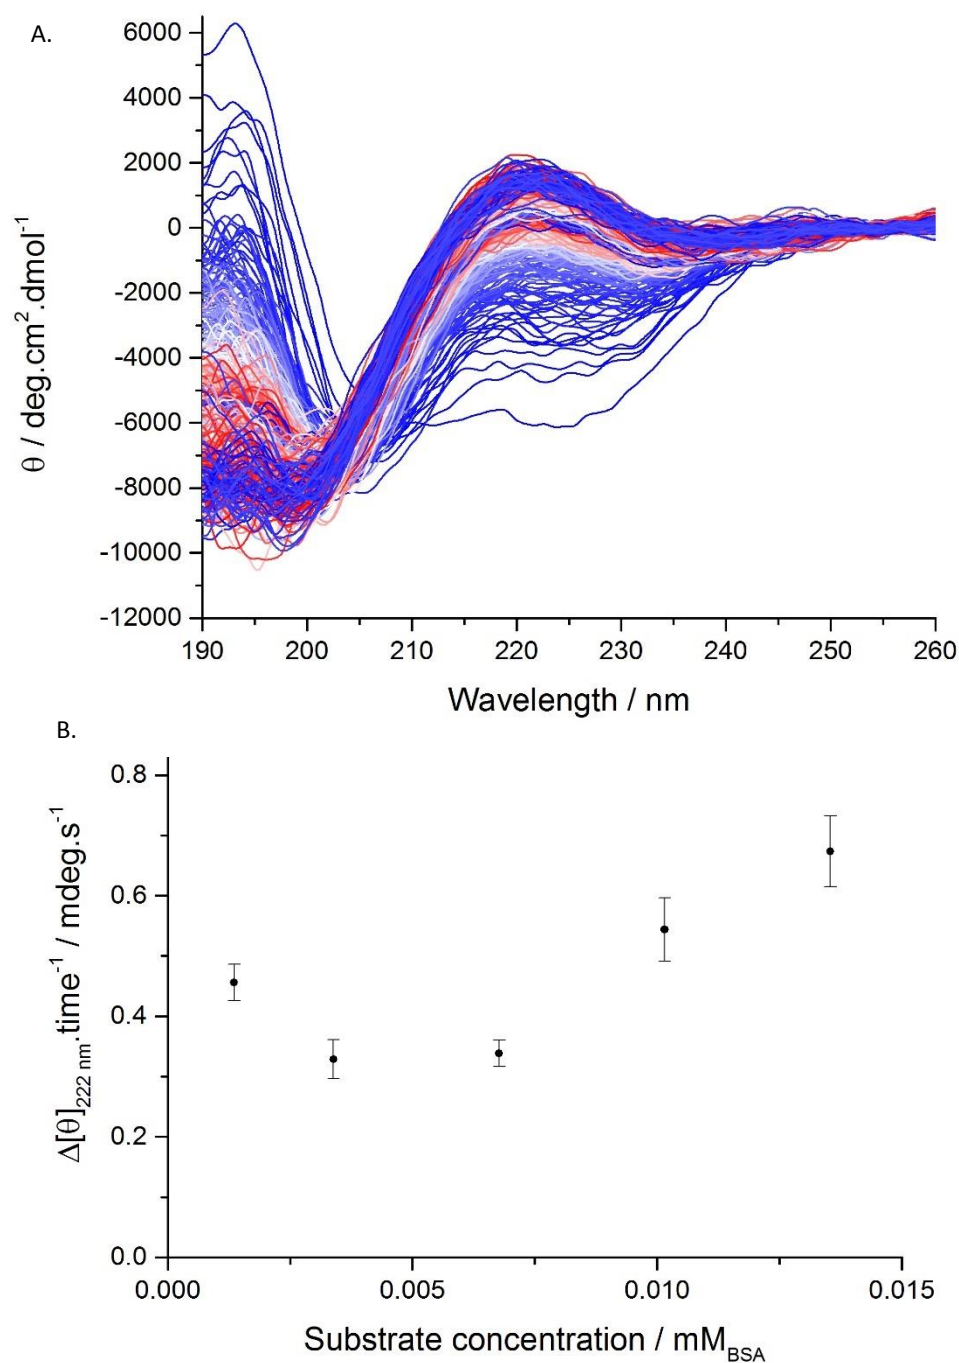 A.
6000
4000
2000
0
-2000
-4000
-6000
-8000
-10000
-12000
θ / deg.cm².dmol⁻¹
190 200 210 220 230 240 250 260
Wavelength / nm
B.
0.8
0.6
0.4
0.2
0.0
Δ[θ]₂₂₂ ₙₘ.time⁻¹ / mdeg.s⁻¹
0.000 0.005 0.010 0.015
Substrate concentration / mM_BSA